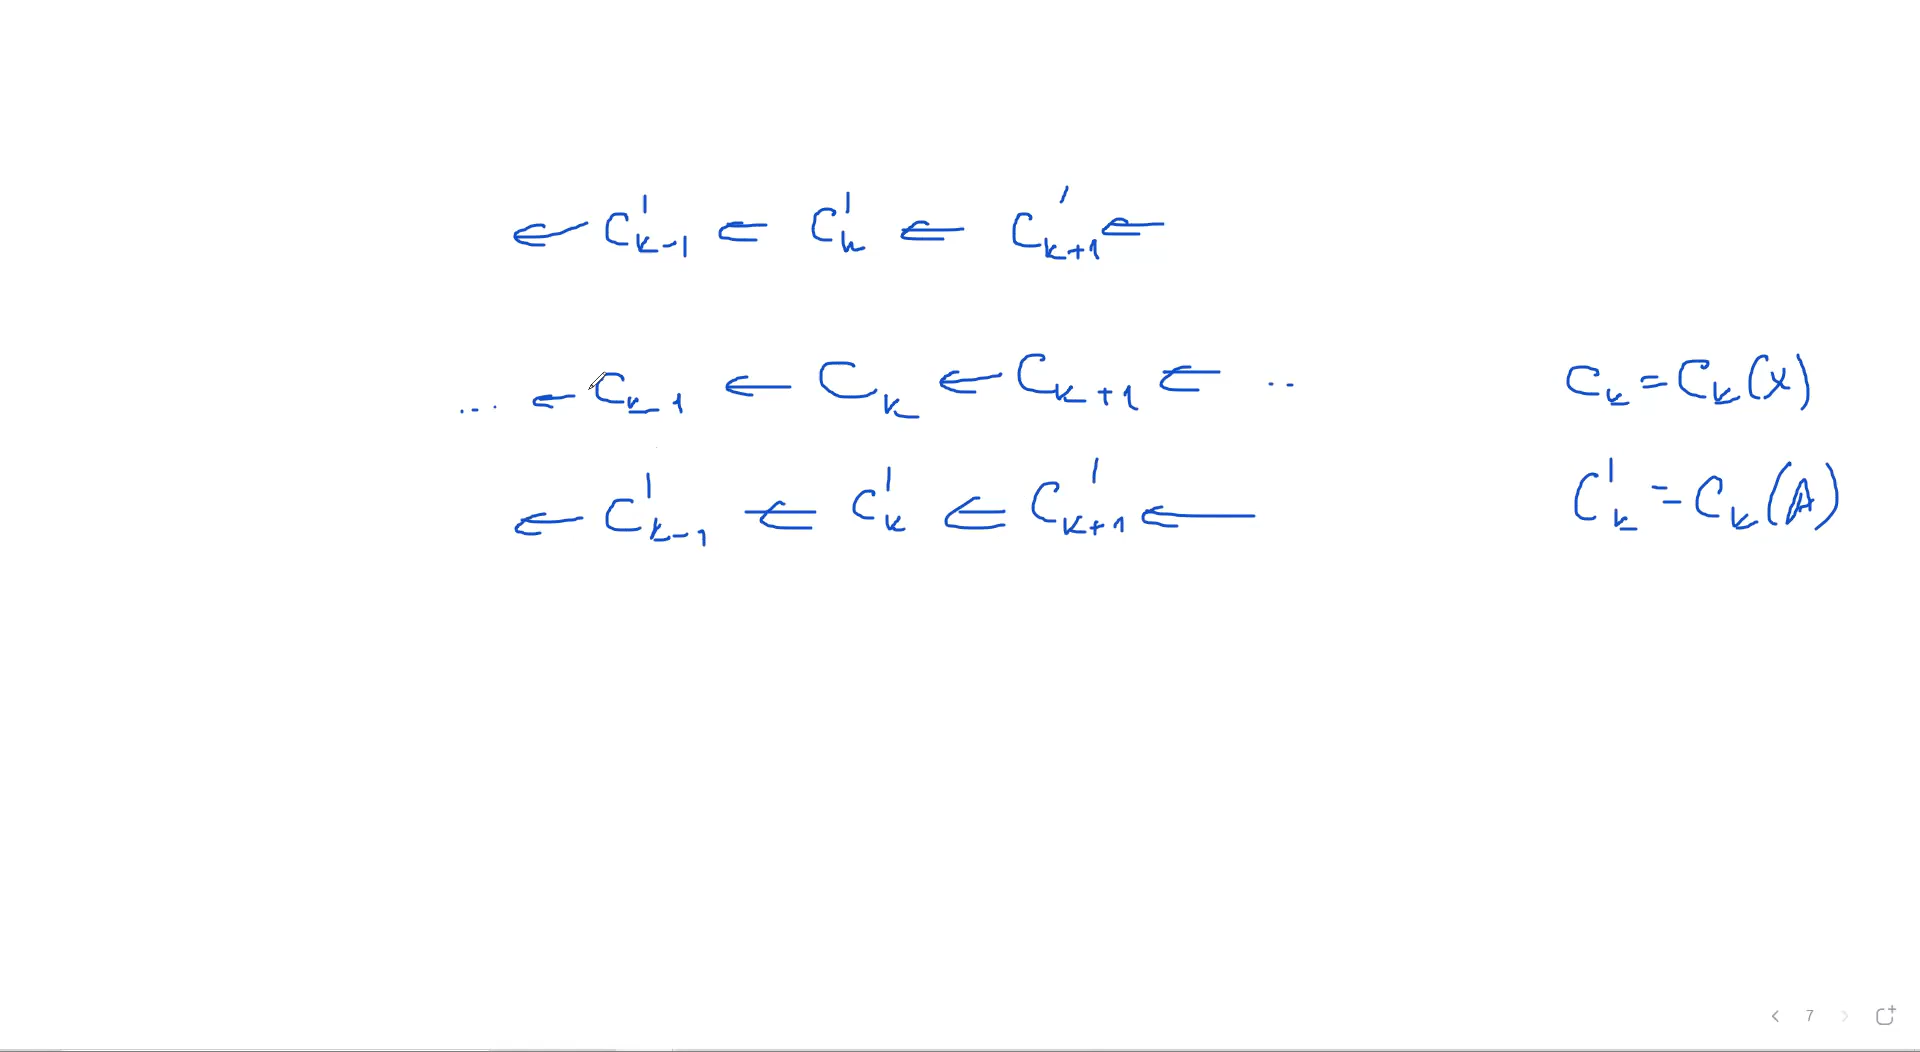 ← C'ₖ₋₁ ← C'ₖ ← C'ₖ₊₁ ←
... ← Cₖ₋₁ ← Cₖ ← Cₖ₊₁ ← .. Cₖ = Cₖ(X)
← C'ₖ₋₁ ← C'ₖ ← C'ₖ₊₁ ← C'ₖ = Cₖ(A)
7